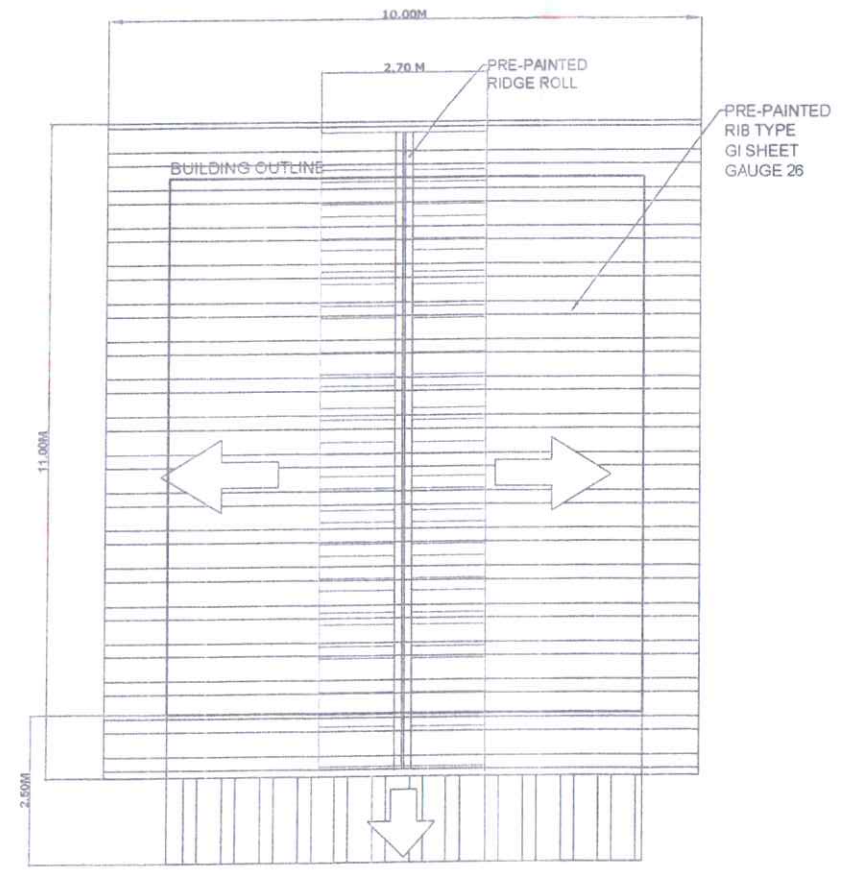 10.00M
2.70 M
PRE-PAINTED
RIDGE ROLL
PRE-PAINTED
RIB TYPE
GI SHEET
GAUGE 26
BUILDING OUTLINE
11.00M
2.50M